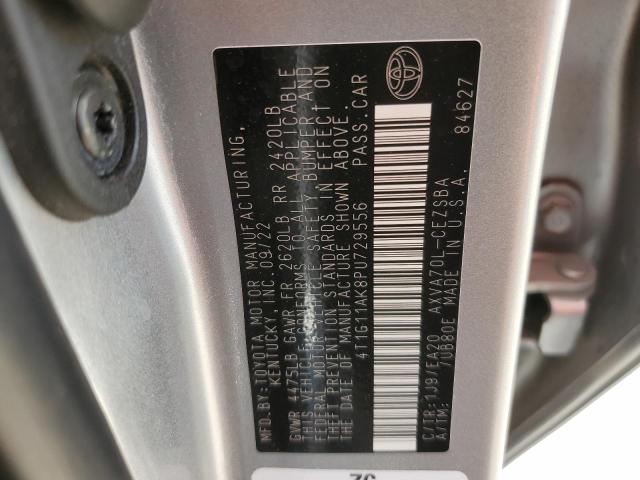 MFD.BY:TOYOTA MOTOR MANUFACTURING,
KENTUCKY, INC. 09/22
GVWR 4475LB GAWR FR 2620LB RR 2420LB
THIS VEHICLE CONFORMS TO ALL APPLICABLE
FEDERAL MOTOR VEHICLE SAFETY, BUMPER AND
THEFT PREVENTION STANDARDS IN EFFECT ON
THE DATE OF MANUFACTURE SHOWN ABOVE.
4T1G11AK8PU729556 PASS.CAR
C/TR:1J9/EA20 AXVA70L-CEZSBA
A/TM: /UB80E MADE IN U.S.A. 84627